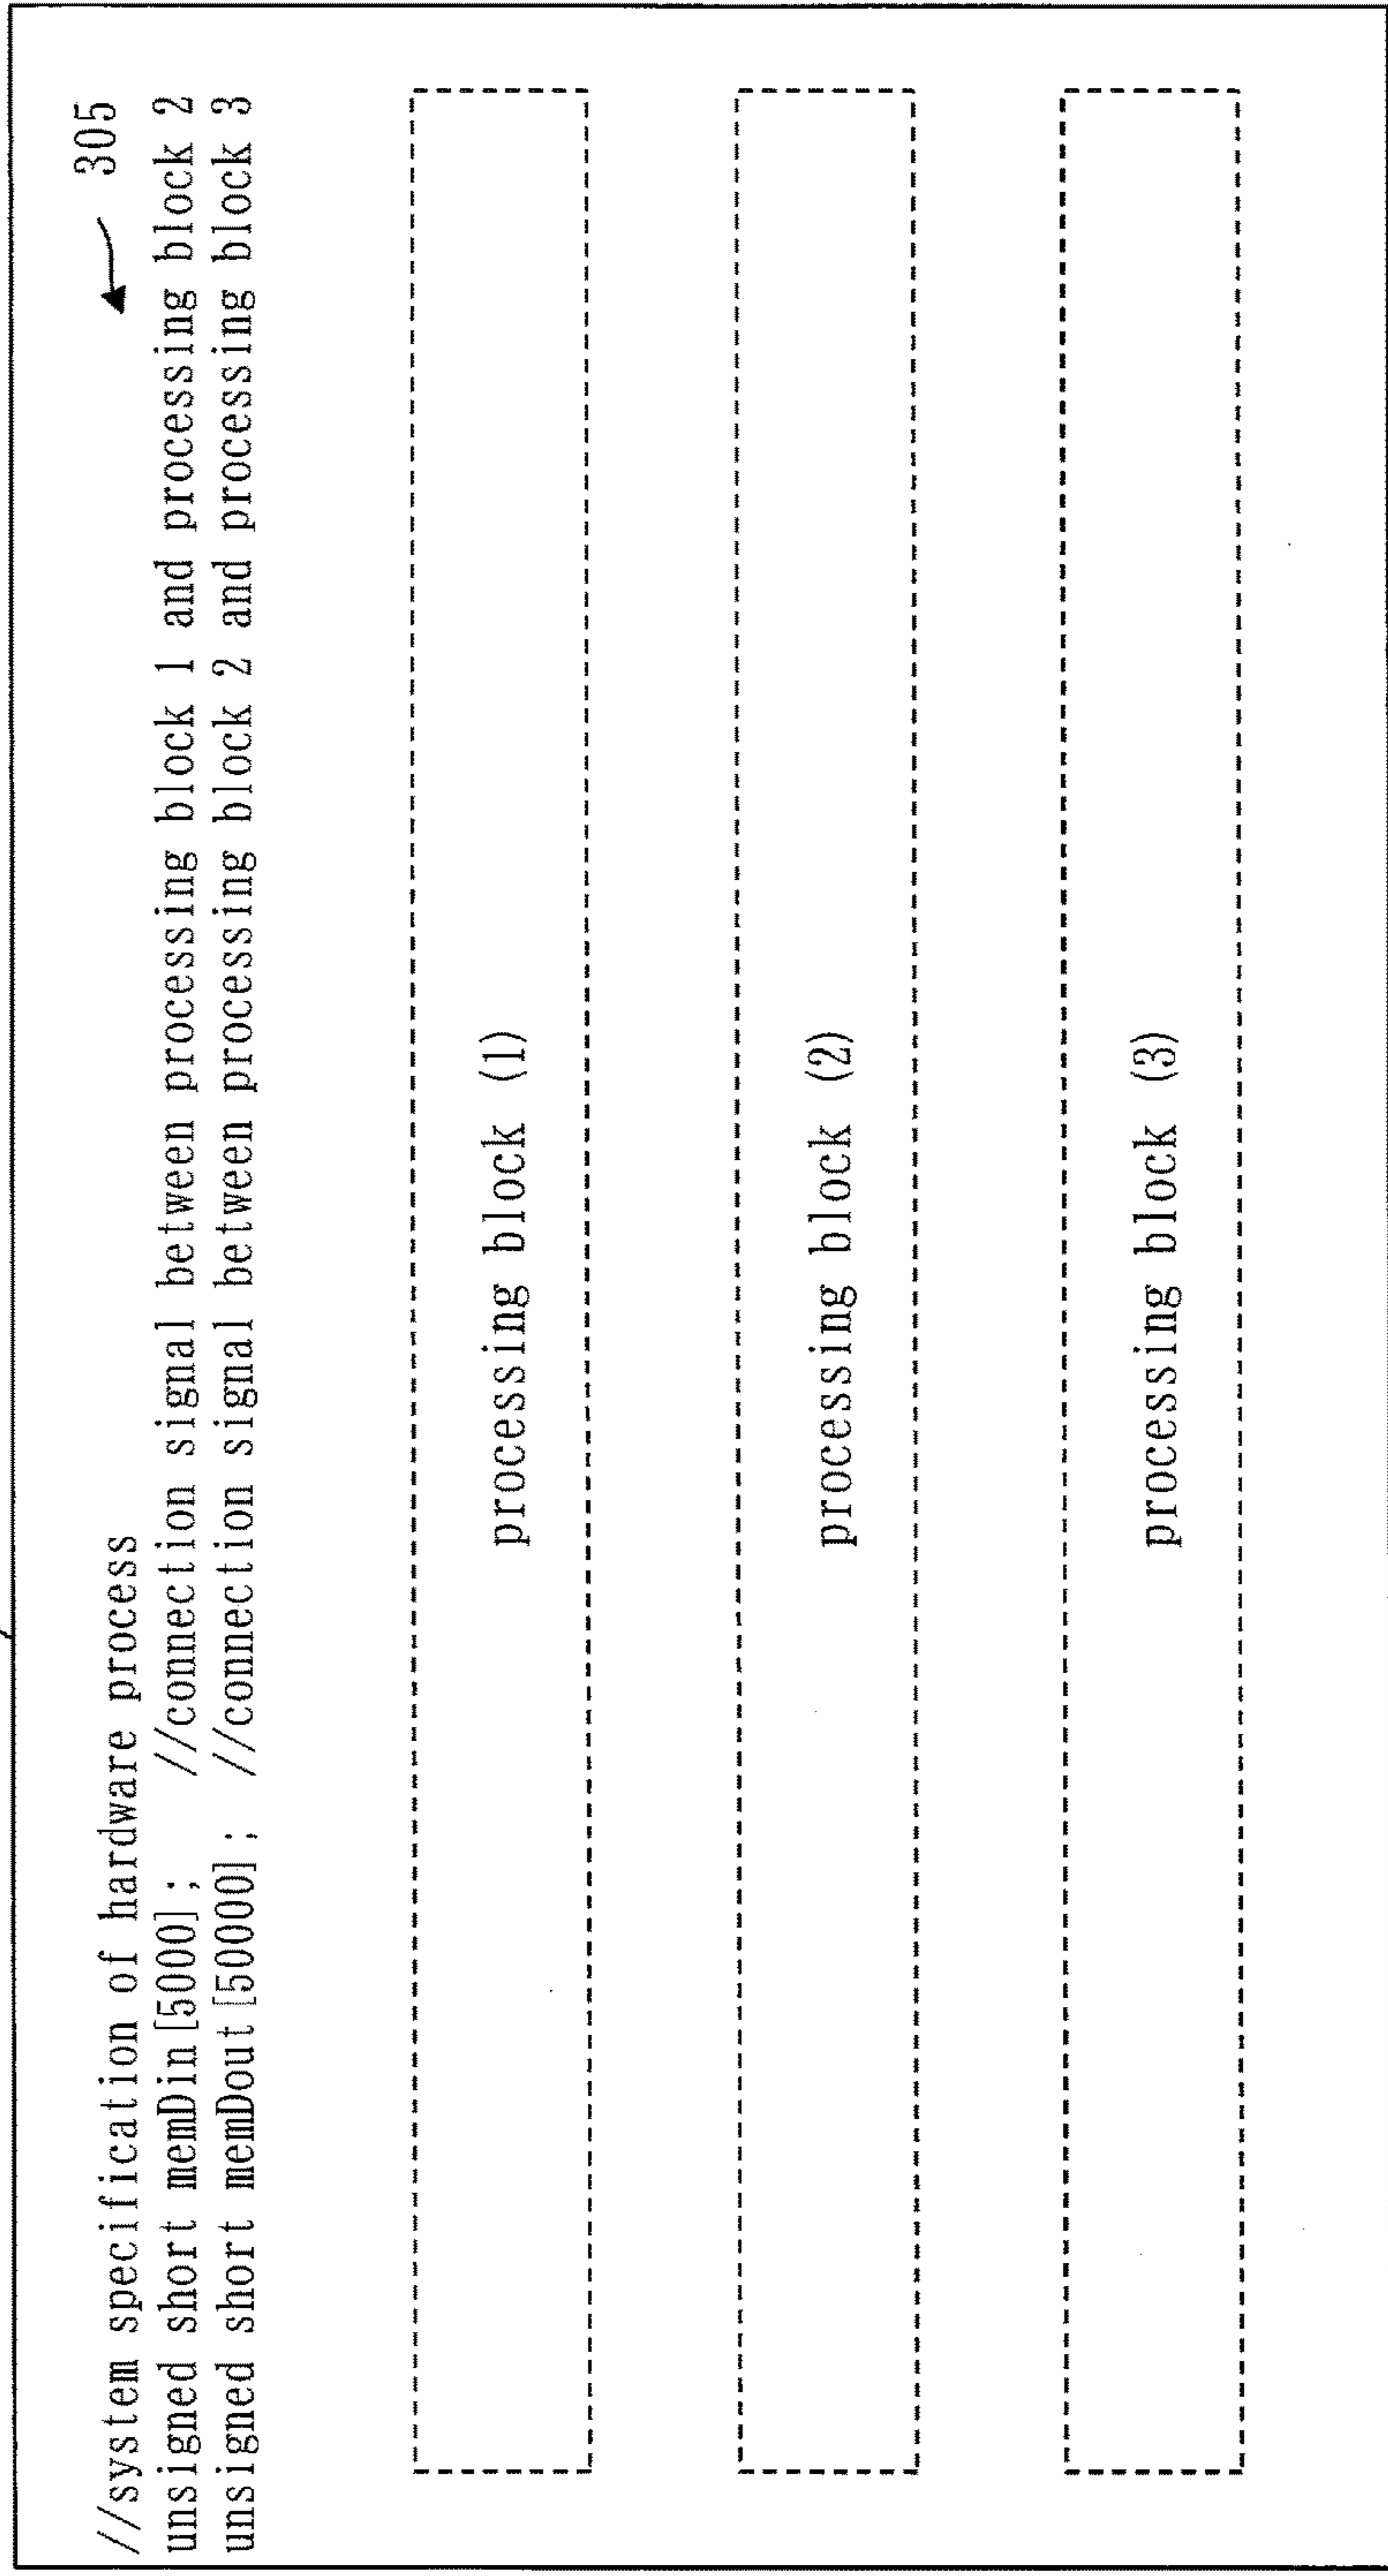 305
//system specification of hardware process
unsigned short memDin[5000]; //connection signal between processing block 1 and processing block 2
unsigned short memDout[50000]; //connection signal between processing block 2 and processing block 3
processing block (1)
processing block (2)
processing block (3)